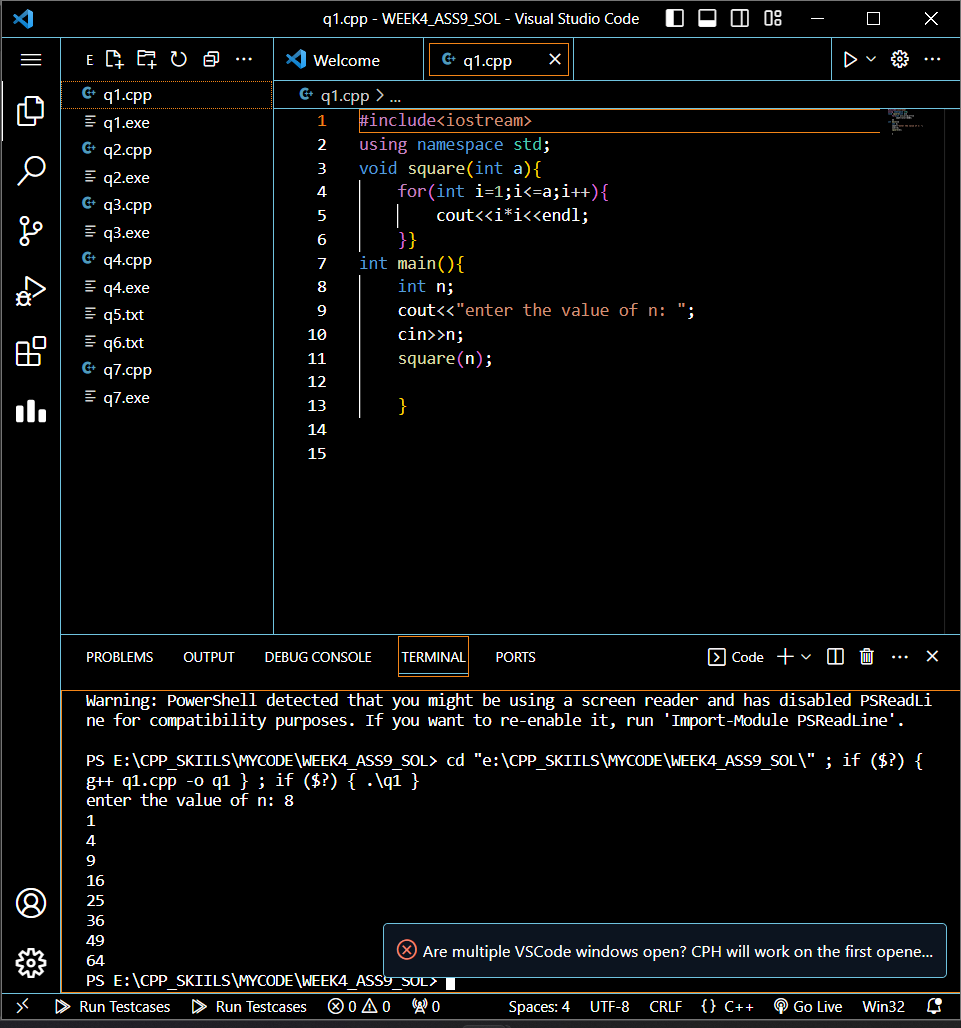 q1.cpp - WEEK4_ASS9_SOL - Visual Studio Code
E
Welcome
q1.cpp
q1.cpp
q1.exe
q2.cpp
q2.exe
q3.cpp
q3.exe
q4.cpp
q4.exe
q5.txt
q6.txt
q7.cpp
q7.exe
q1.cpp > ...
1 #include<iostream>
2 using namespace std;
3 void square(int a){
4 for(int i=1;i<=a;i++){
5 cout<<i*i<<endl;
6 }}
7 int main(){
8 int n;
9 cout<<"enter the value of n: ";
10 cin>>n;
11 square(n);
12
13 }
14
15
PROBLEMS OUTPUT DEBUG CONSOLE TERMINAL PORTS Code
Warning: PowerShell detected that you might be using a screen reader and has disabled PSReadLi
ne for compatibility purposes. If you want to re-enable it, run 'Import-Module PSReadLine'.
PS E:\CPP_SKIILS\MYCODE\WEEK4_ASS9_SOL> cd "e:\CPP_SKIILS\MYCODE\WEEK4_ASS9_SOL\" ; if ($?) {
g++ q1.cpp -o q1 } ; if ($?) { .\q1 }
enter the value of n: 8
1
4
9
16
25
36
49
64
PS E:\CPP_SKIILS\MYCODE\WEEK4_ASS9_SOL>
Are multiple VSCode windows open? CPH will work on the first opene...
Run Testcases Run Testcases 0 0 0 Spaces: 4 UTF-8 CRLF {} C++ Go Live Win32